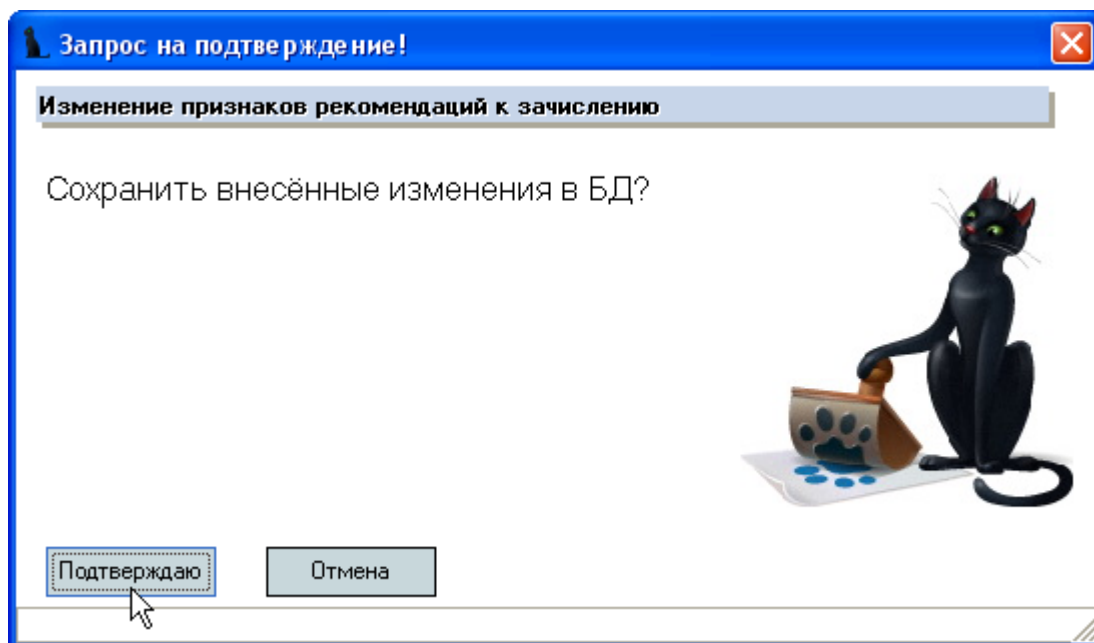 Запрос на подтверждение!
Изменение признаков рекомендаций к зачислению
Сохранить внесённые изменения в БД?
Подтверждаю
Отмена